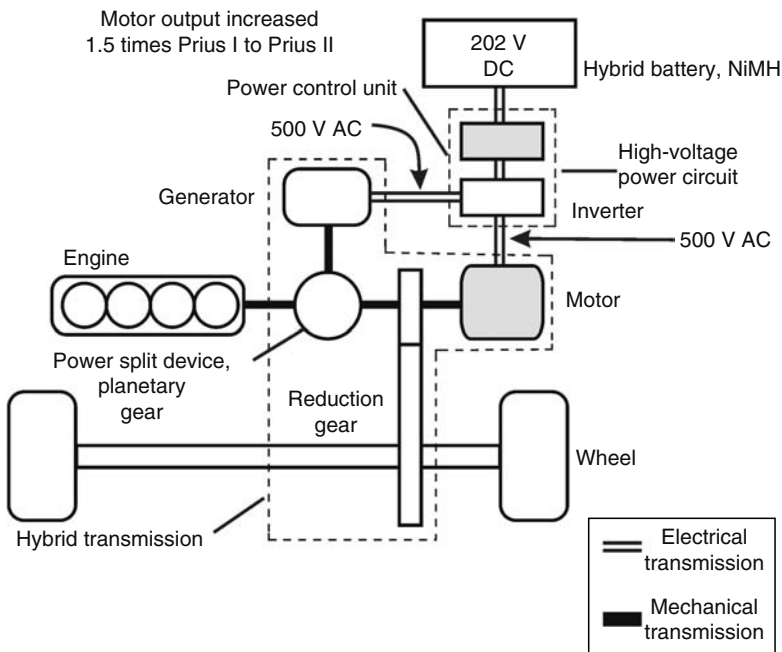 Motor output increased
1.5 times Prius I to Prius II
202 V
DC
Hybrid battery, NiMH
Power control unit
500 V AC
High-voltage
power circuit
Generator
Inverter
500 V AC
Engine
Motor
Power split device,
planetary
gear
Reduction
gear
Wheel
Hybrid transmission
Electrical
transmission
Mechanical
transmission